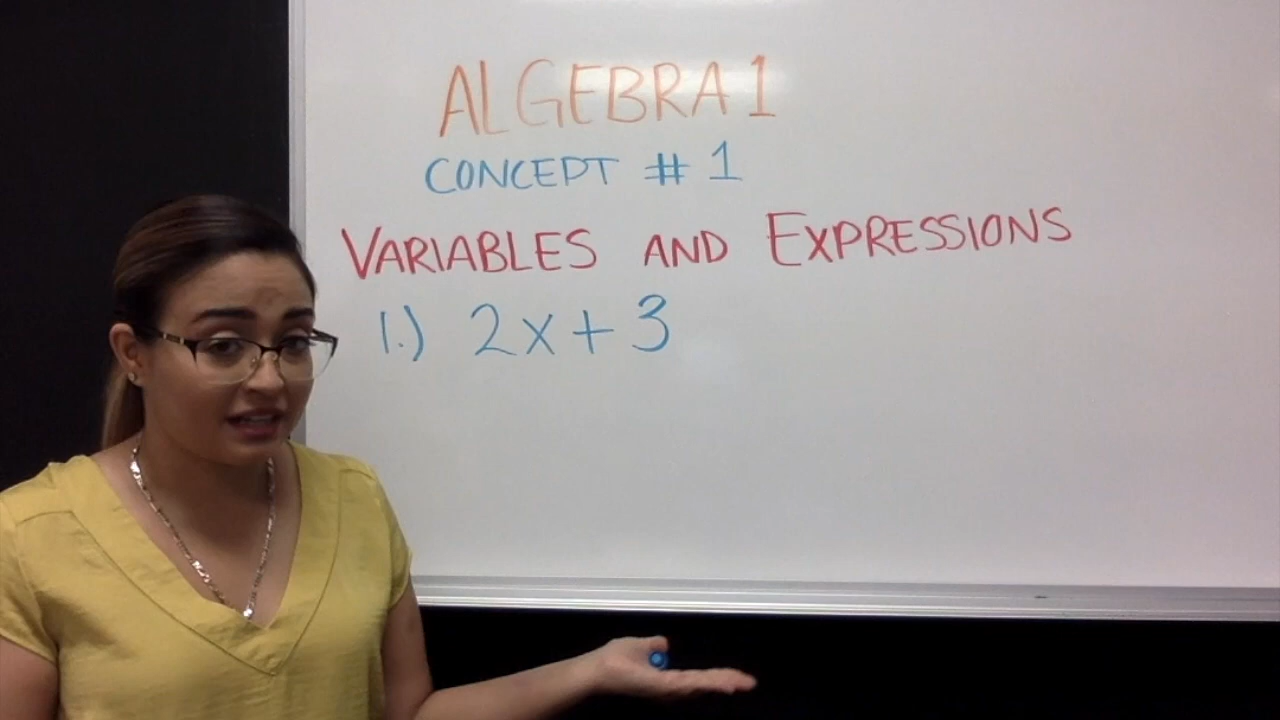 ALGEBRA 1
CONCEPT # 1
VARIABLES AND EXPRESSIONS
1.) 2x + 3